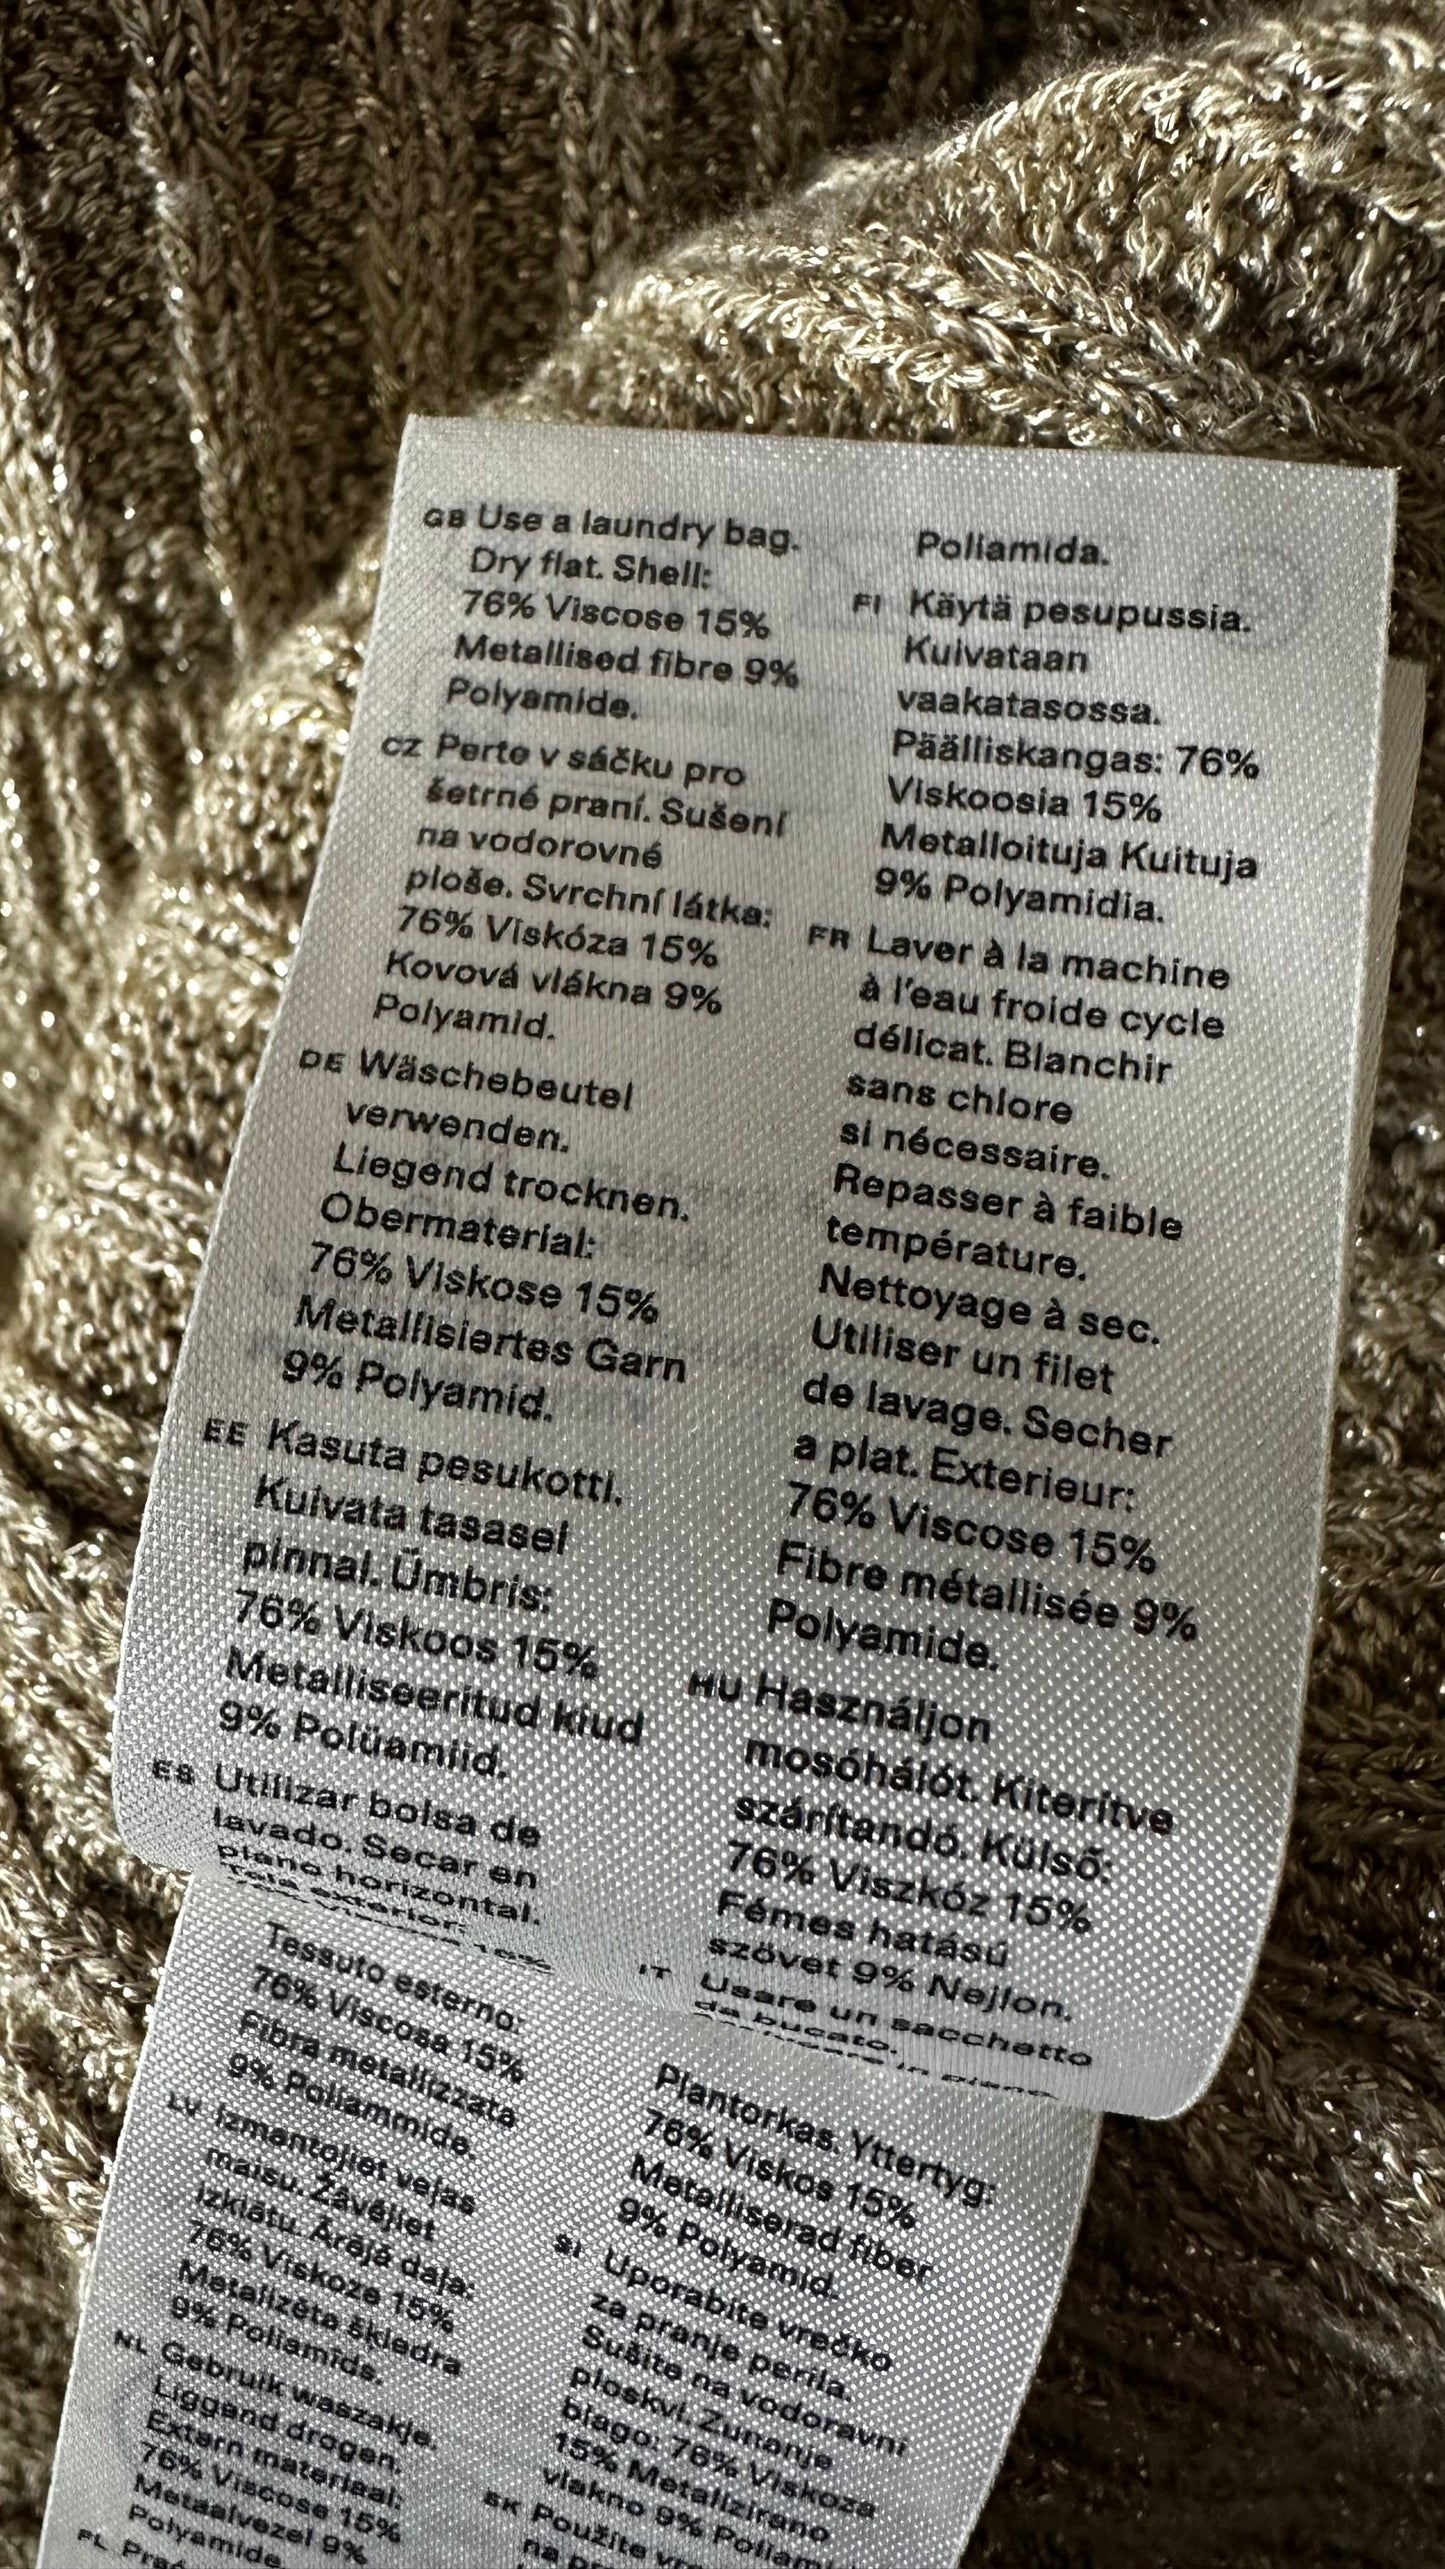 GB Use a laundry bag.
Dry flat. Shell:
76% Viscose 15%
Metallised fibre 9%
Polyamide.
CZ Perte v sáčku pro
šetrné praní. Sušení
na vodorovné
ploše. Svrchní látka:
76% Viskóza 15%
Kovová vlákna 9%
Polyamid.
DE Wäschebeutel
verwenden.
Liegend trocknen.
Obermaterial:
76% Viskose 15%
Metallisiertes Garn
9% Polyamid.
EE Kasuta pesukotti.
Kuivata tasasel
pinnal. Ümbris:
76% Viskoos 15%
Metalliseeritud kiud
9% Polüamiid.
ES Utilizar bolsa de
lavado. Secar en
plano horizontal.
Tela exterior:
Poliamida.
FI Käytä pesupussia.
Kuivataan
vaakatasossa.
Päälliskangas: 76%
Viskoosia 15%
Metalloituja Kuituja
9% Polyamidia.
FR Laver à la machine
à l'eau froide cycle
délicat. Blanchir
sans chlore
si nécessaire.
Repasser à faible
température.
Nettoyage à sec.
Utiliser un filet
de lavage. Secher
a plat. Exterieur:
76% Viscose 15%
Fibre métallisée 9%
Polyamide.
HU Használjon
mosóhálót. Kiterítve
szárítandó. Külső:
76% Viszkóz 15%
Fémes hatású
szövet 9% Nejlon.
IT Usare un sacchetto
da bucato.
in piano
Tessuto esterno:
76% Viscosa 15%
Fibra metallizzata
9% Poliammide.
LV Izmantojiet veļas
maisu. Žāvējiet
izklātu. Ārējā daļa:
76% Viskoze 15%
Metalizēta šķiedra
9% Poliamīds.
NL Gebruik waszakje.
Liggend drogen.
Extern materiaal:
76% Viscose 15%
Metaalvezel 9%
Polyamide.
PL
Plantorkas. Yttertyg:
76% Viskos 15%
Metalliserad fiber
9% Polyamid.
SI Uporabite vrečko
za pranje perila.
Sušite na vodoravni
ploskvi. Zunanje
blago: 76% Viskoza
15% Metalizirano
vlakno 9%
SK Použite
na